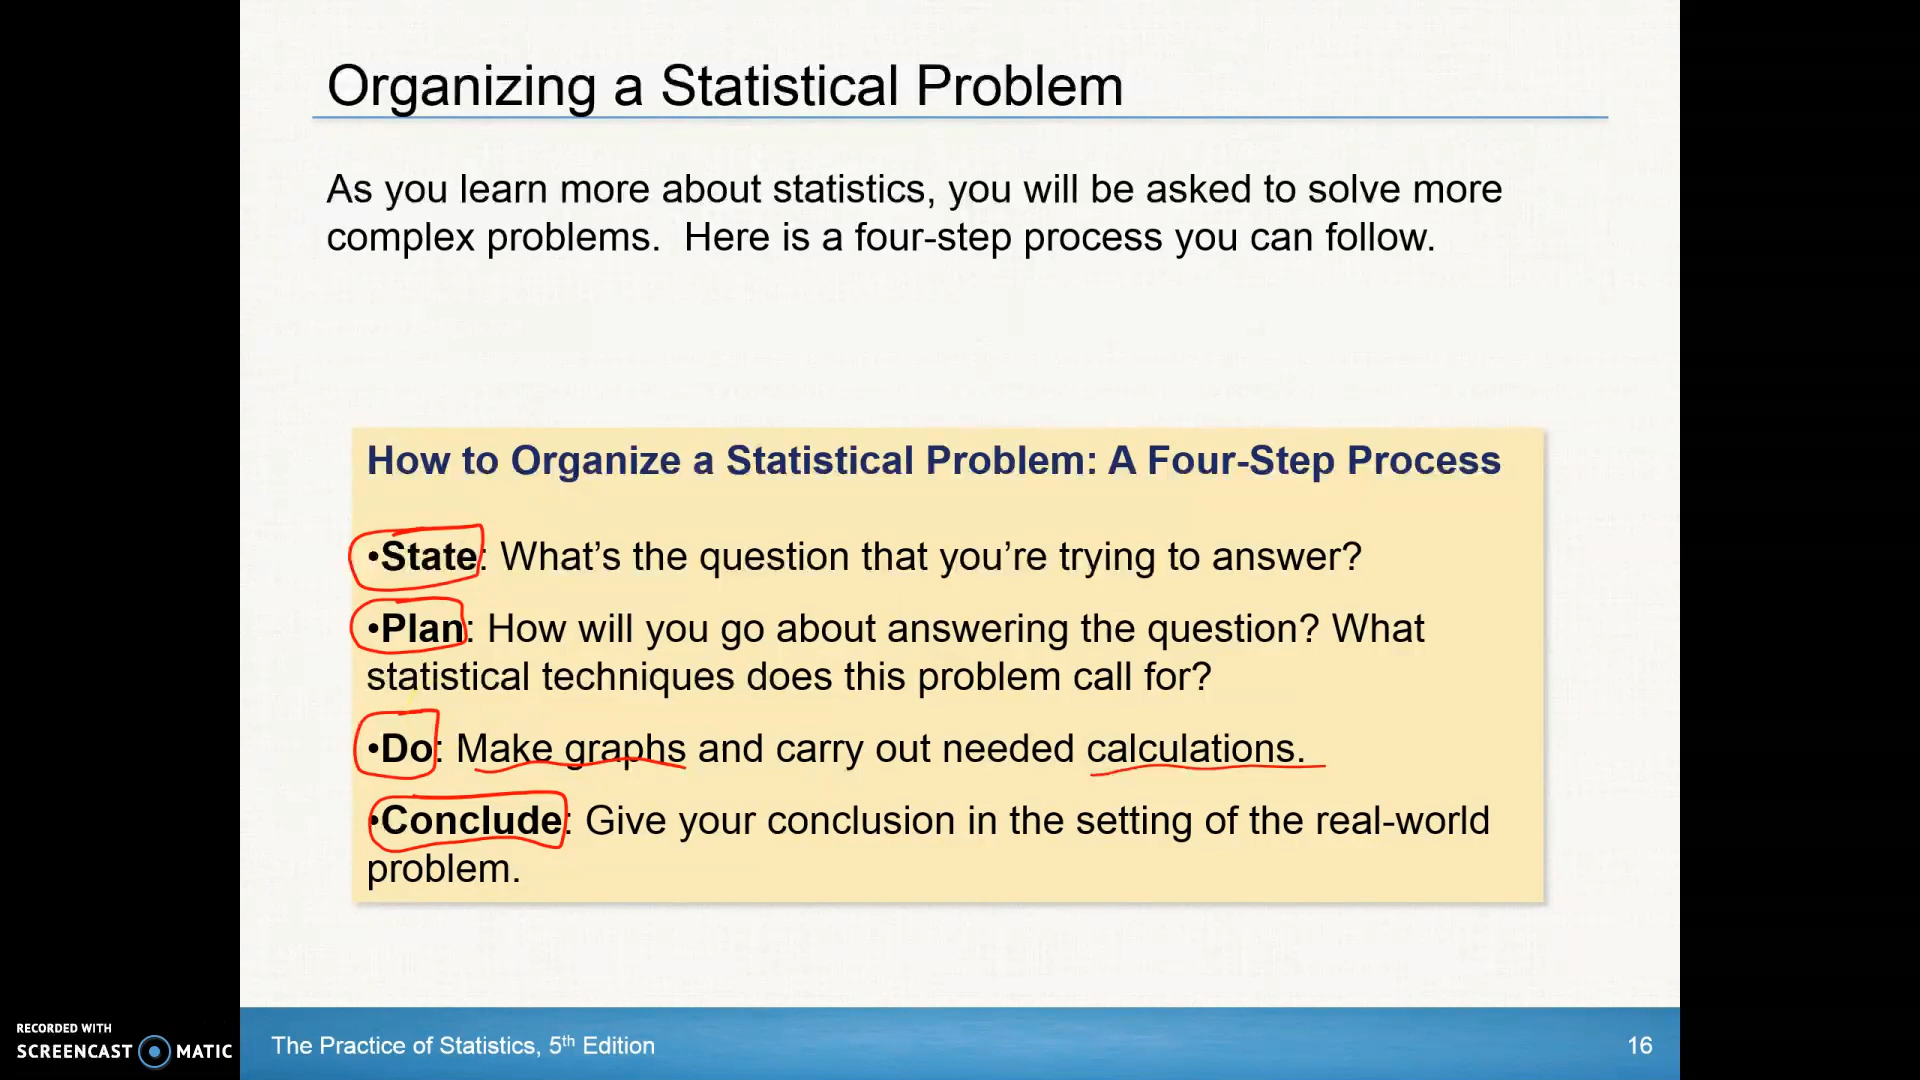 Organizing a Statistical Problem
As you learn more about statistics, you will be asked to solve more
complex problems.  Here is a four-step process you can follow.
How to Organize a Statistical Problem: A Four-Step Process
•State: What’s the question that you’re trying to answer?
•Plan: How will you go about answering the question? What
statistical techniques does this problem call for?
•Do: Make graphs and carry out needed calculations.
•Conclude: Give your conclusion in the setting of the real-world
problem.
RECORDED WITH
SCREENCAST MATIC
The Practice of Statistics, 5th Edition
16